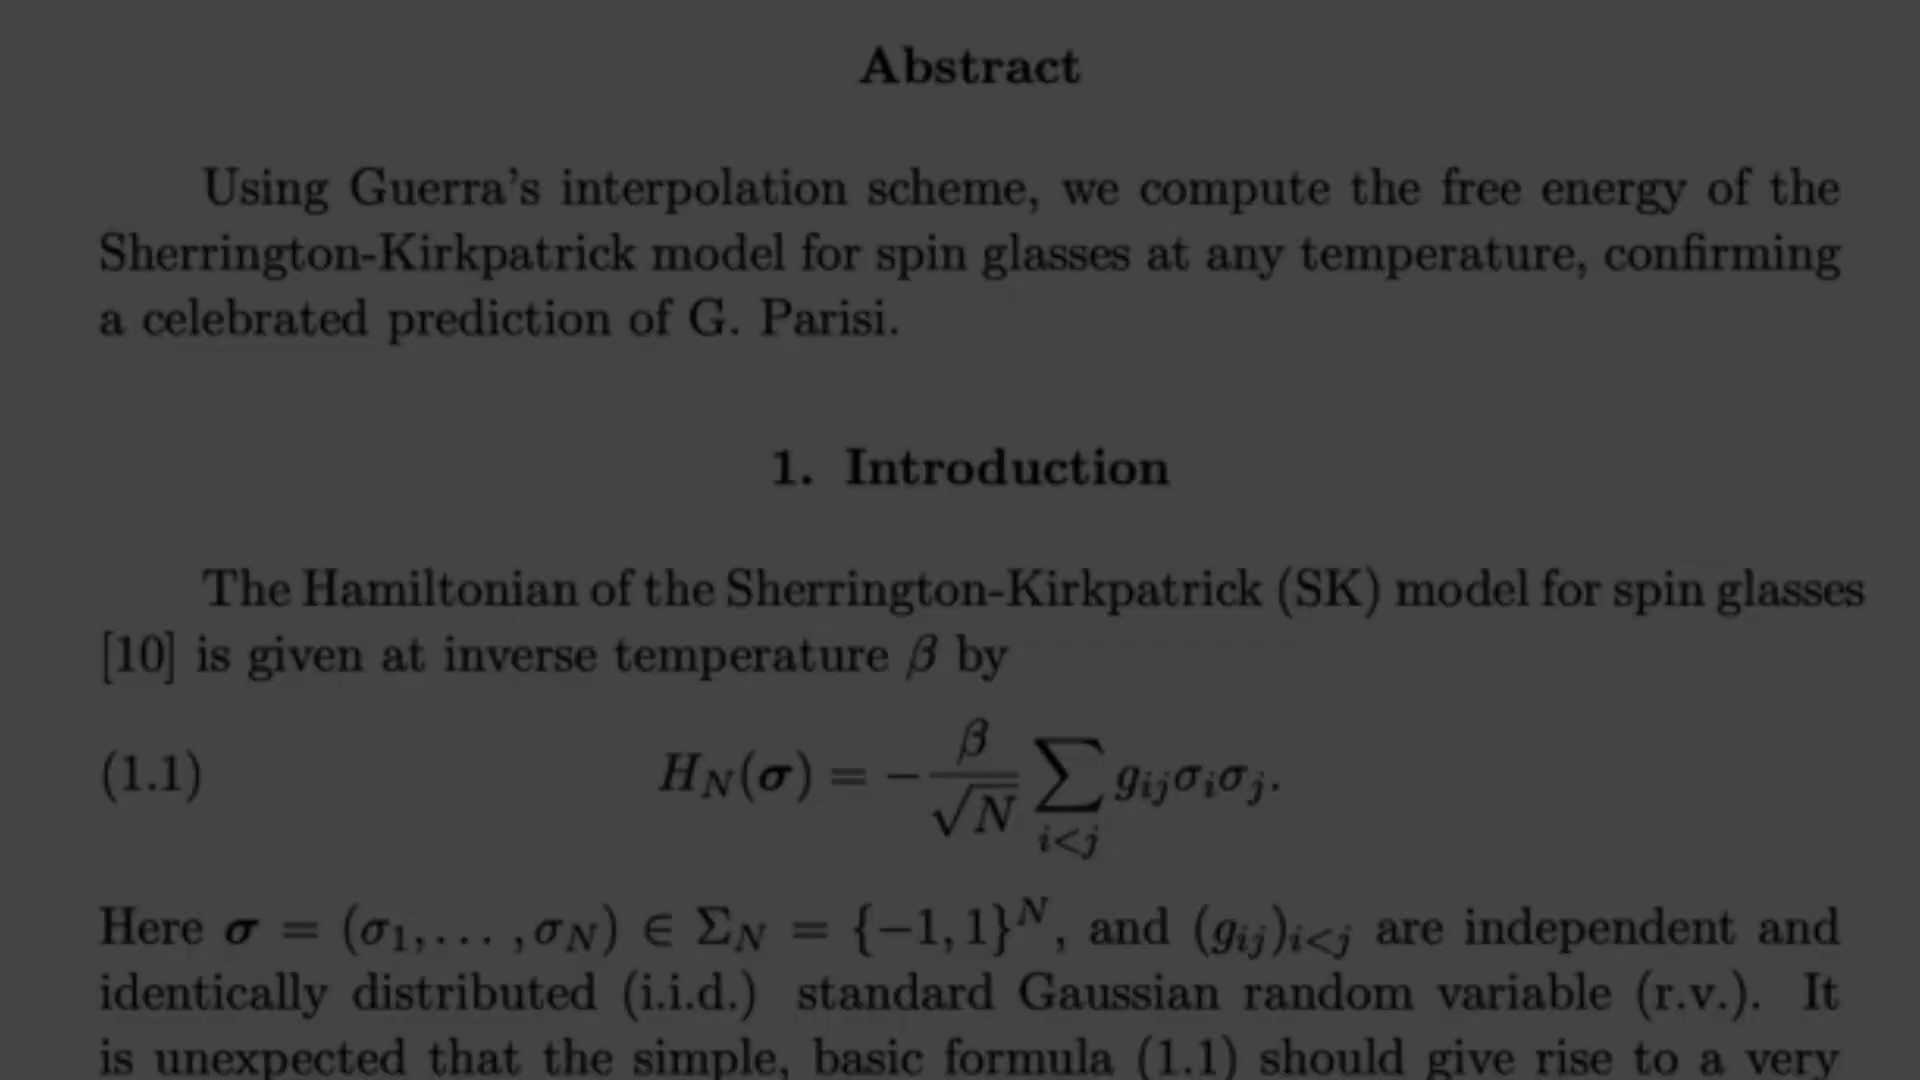 Abstract
Using Guerra's interpolation scheme, we compute the free energy of the
Sherrington-Kirkpatrick model for spin glasses at any temperature, confirming
a celebrated prediction of G. Parisi.
1. Introduction
The Hamiltonian of the Sherrington-Kirkpatrick (SK) model for spin glasses
[10] is given at inverse temperature β by
(1.1) H_N(σ) = −\frac{β}{\sqrt{N}} \sum_{i<j} g_{ij}σ_iσ_j.
Here σ = (σ_1, . . . , σ_N) ∈ Σ_N = {−1, 1}^N, and (g_{ij})_{i<j} are independent and
identically distributed (i.i.d.) standard Gaussian random variable (r.v.). It
is unexpected that the simple, basic formula (1.1) should give rise to a very